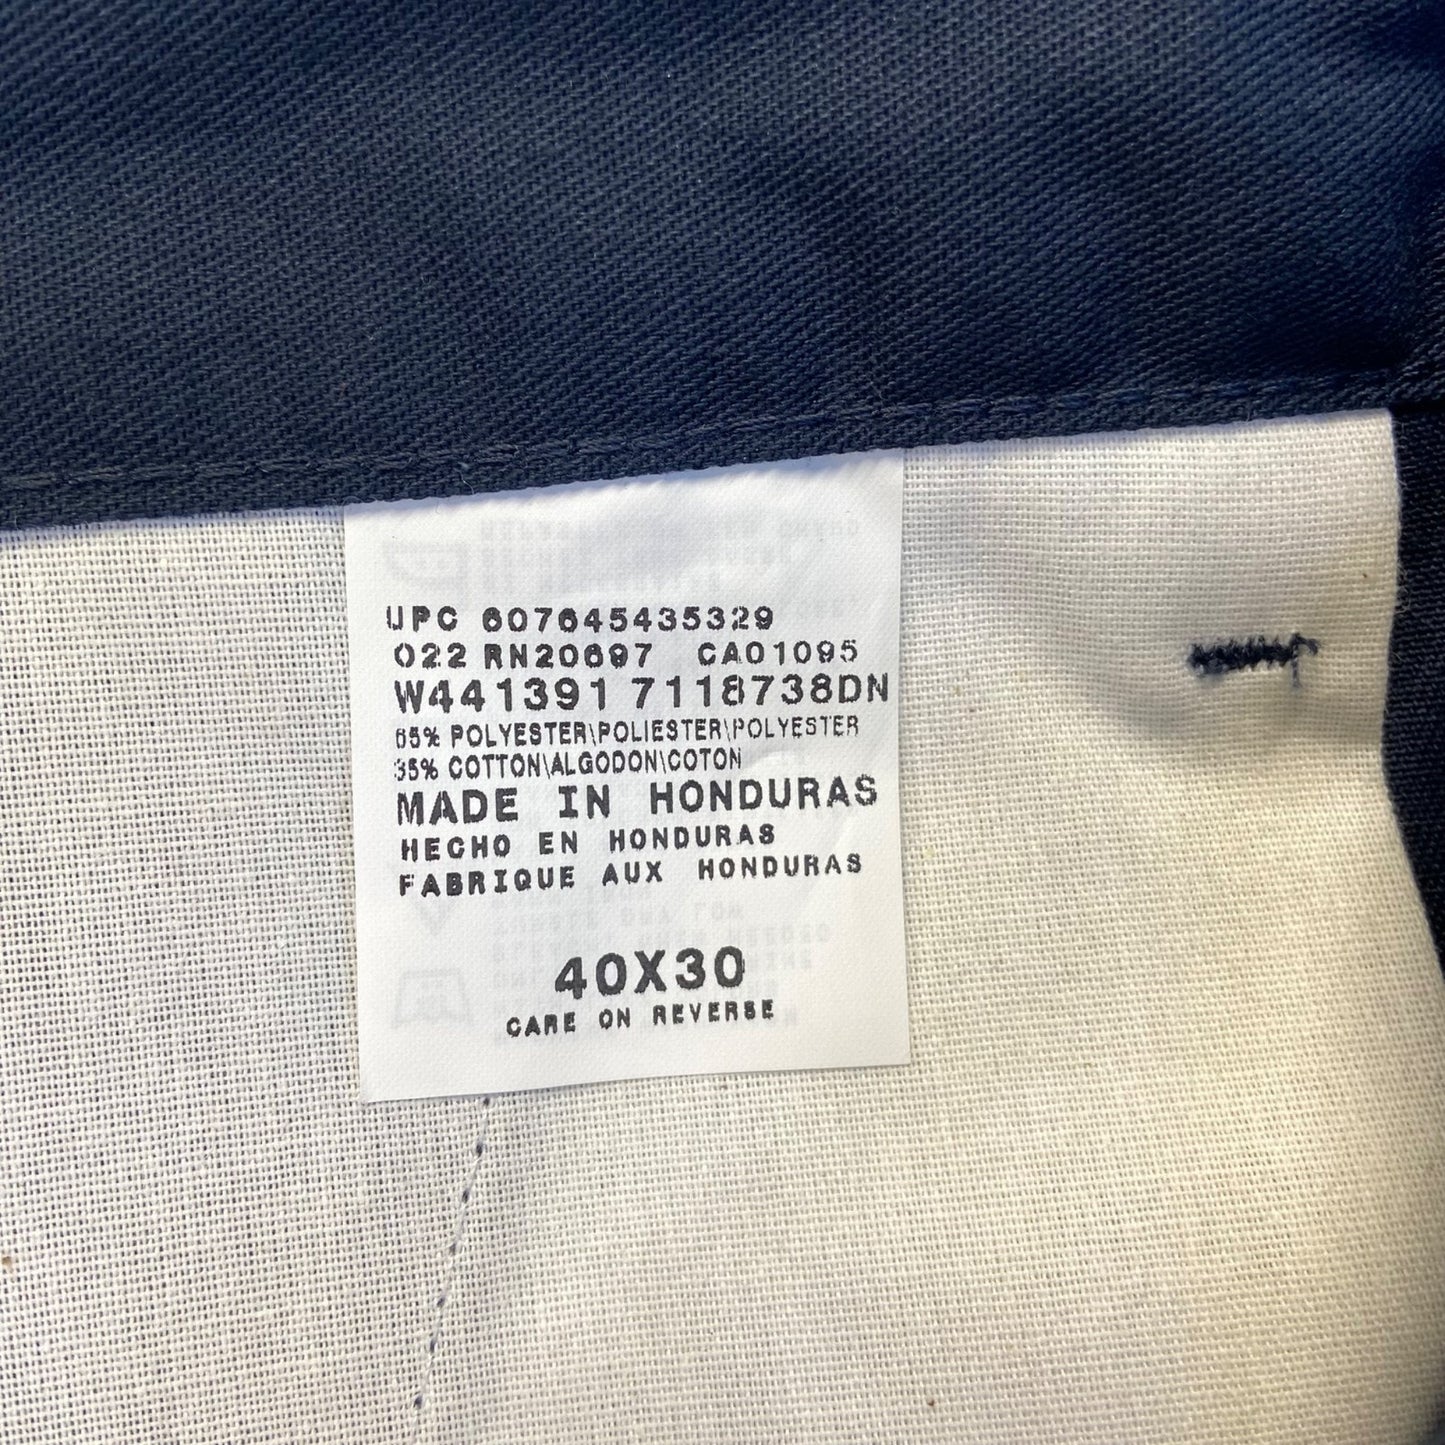 UPC 607645435329
022 RN20697 CA01095
W441391 7118738DN
65% POLYESTER\POLIESTER\POLYESTER
35% COTTON\ALGODON\COTON
MADE IN HONDURAS
HECHO EN HONDURAS
FABRIQUE AUX HONDURAS
40X30
CARE ON REVERSE